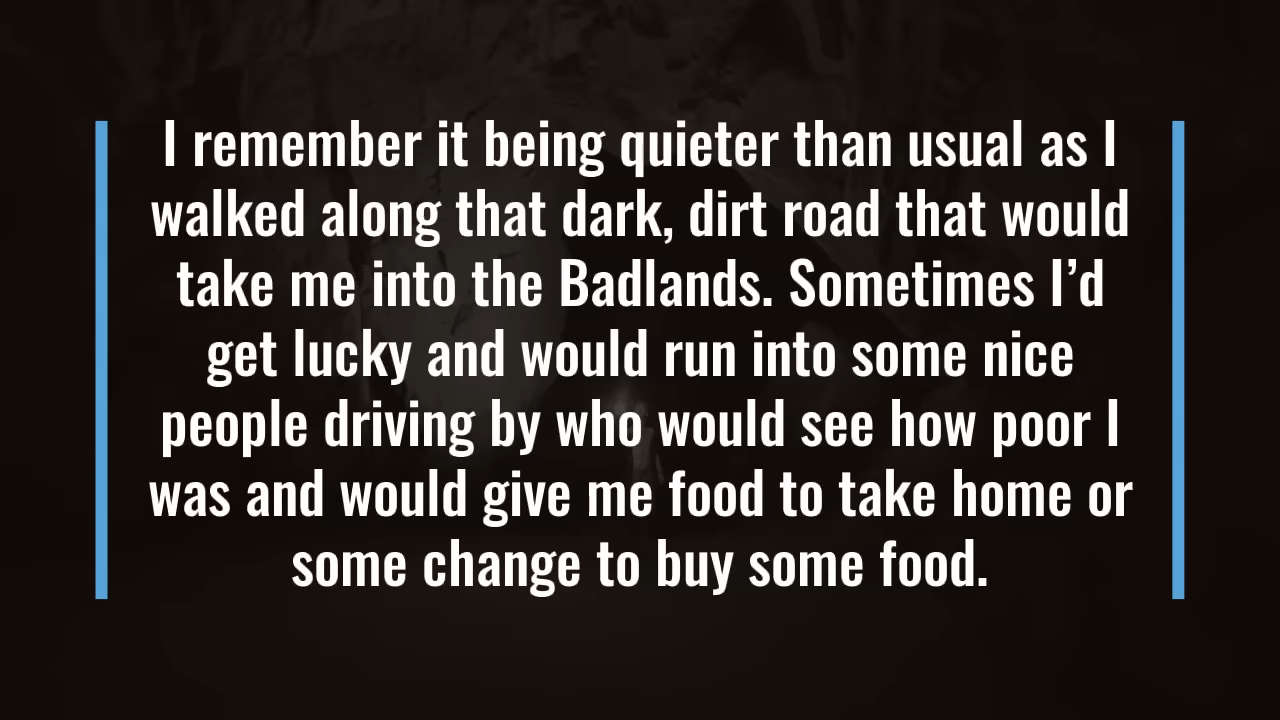 I remember it being quieter than usual as I
walked along that dark, dirt road that would
take me into the Badlands. Sometimes I’d
get lucky and would run into some nice
people driving by who would see how poor I
was and would give me food to take home or
some change to buy some food.